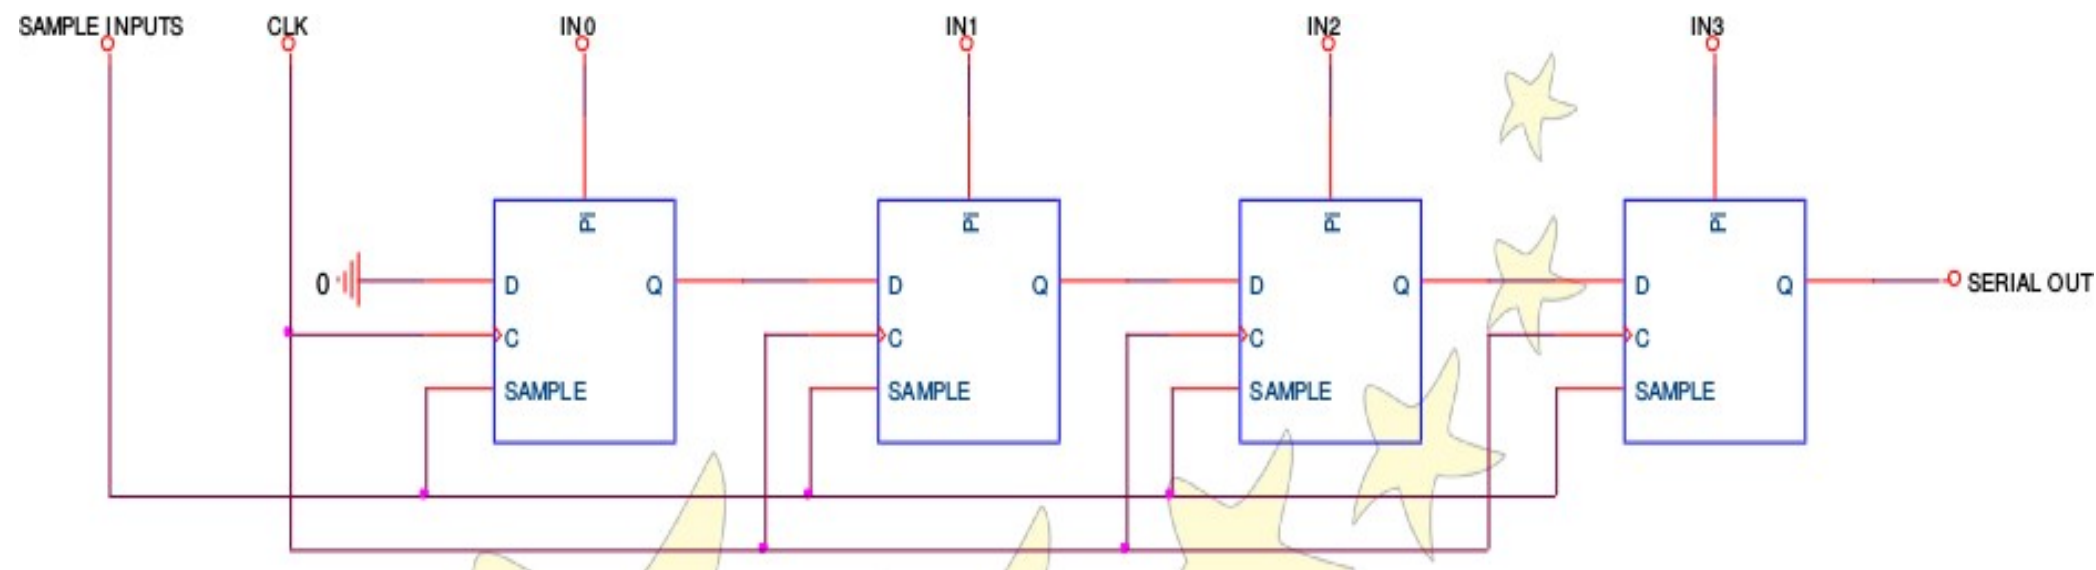 SAMPLE INPUTS CLK IN0 IN1 IN2 IN3
Pi Pi Pi Pi
0 D Q D Q D Q D Q SERIAL OUT
C C C C
SAMPLE SAMPLE SAMPLE SAMPLE